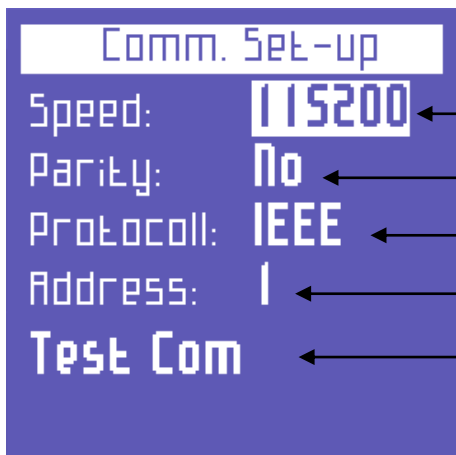 Comm. Set-up
Speed: 115200
Parity: No
Protocoll: IEEE
Address: 1
Test Com